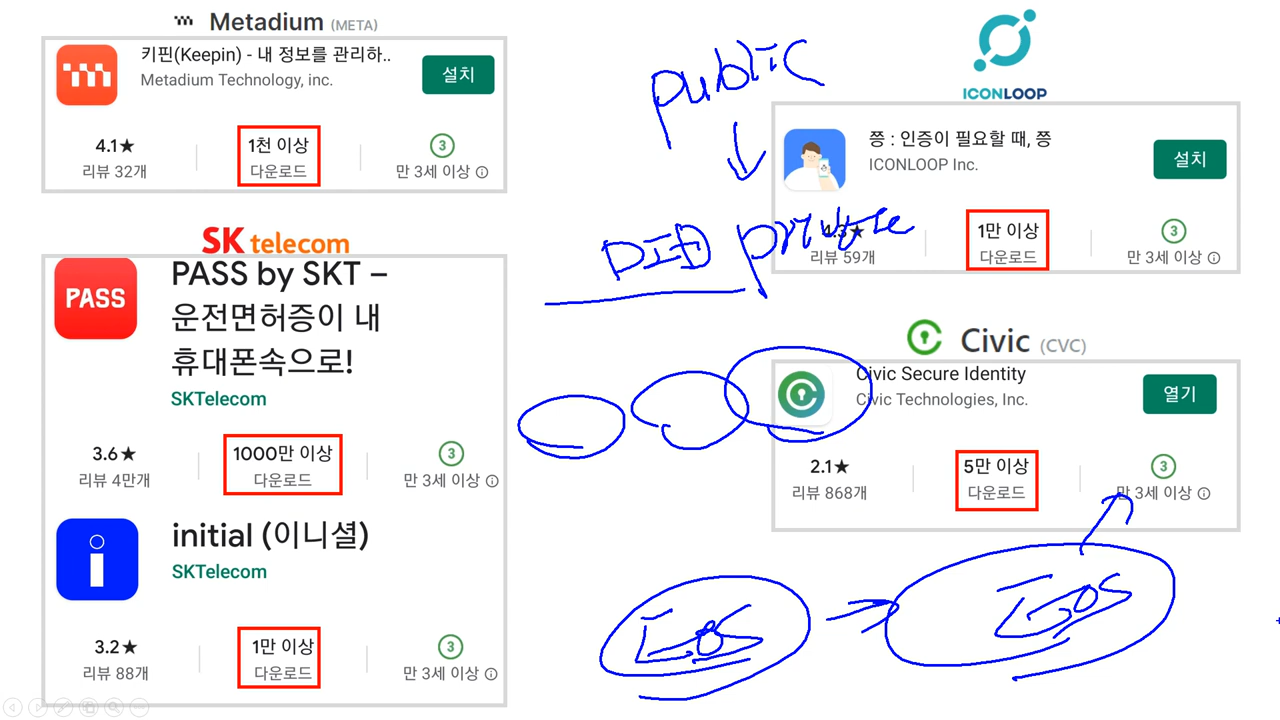 Metadium (META)
키핀(Keepin) - 내 정보를 관리하..
Metadium Technology, inc.
설치
4.1★
리뷰 32개
1천 이상
다운로드
3
만 3세 이상
SK telecom
PASS
PASS by SKT –
운전면허증이 내
휴대폰속으로!
SKTelecom
3.6★
리뷰 4만개
1000만 이상
다운로드
3
만 3세 이상
initial (이니셜)
SKTelecom
3.2★
리뷰 88개
1만 이상
다운로드
3
만 3세 이상
public
DID private
ICONLOOP
쯩 : 인증이 필요할 때, 쯩
ICONLOOP Inc.
설치
4.3★
리뷰 59개
1만 이상
다운로드
3
만 3세 이상
Civic (CVC)
Civic Secure Identity
Civic Technologies, Inc.
열기
2.1★
리뷰 868개
5만 이상
다운로드
3
만 3세 이상
EOS
EOS